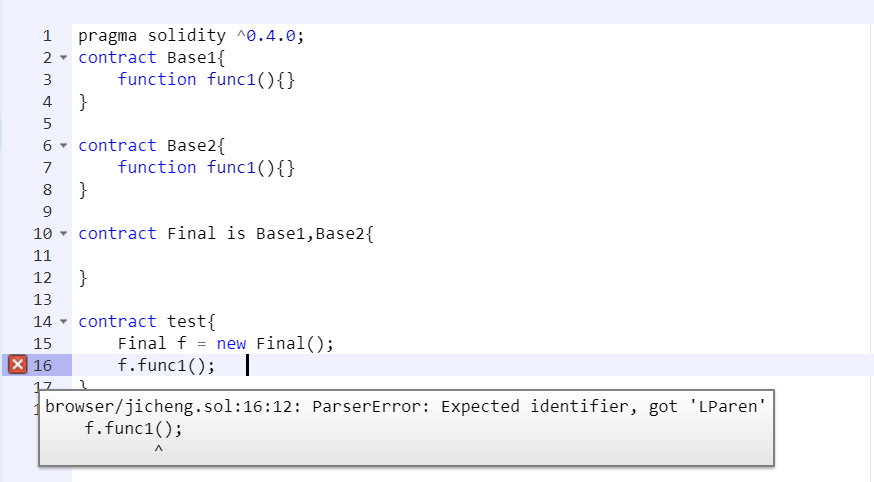 1 pragma solidity ^0.4.0;
2 contract Base1{
3 function func1(){}
4 }
5
6 contract Base2{
7 function func1(){}
8 }
9
10 contract Final is Base1,Base2{
11
12 }
13
14 contract test{
15 Final f = new Final();
16 f.func1();
17 }
browser/jicheng.sol:16:12: ParserError: Expected identifier, got 'LParen'
f.func1();
^